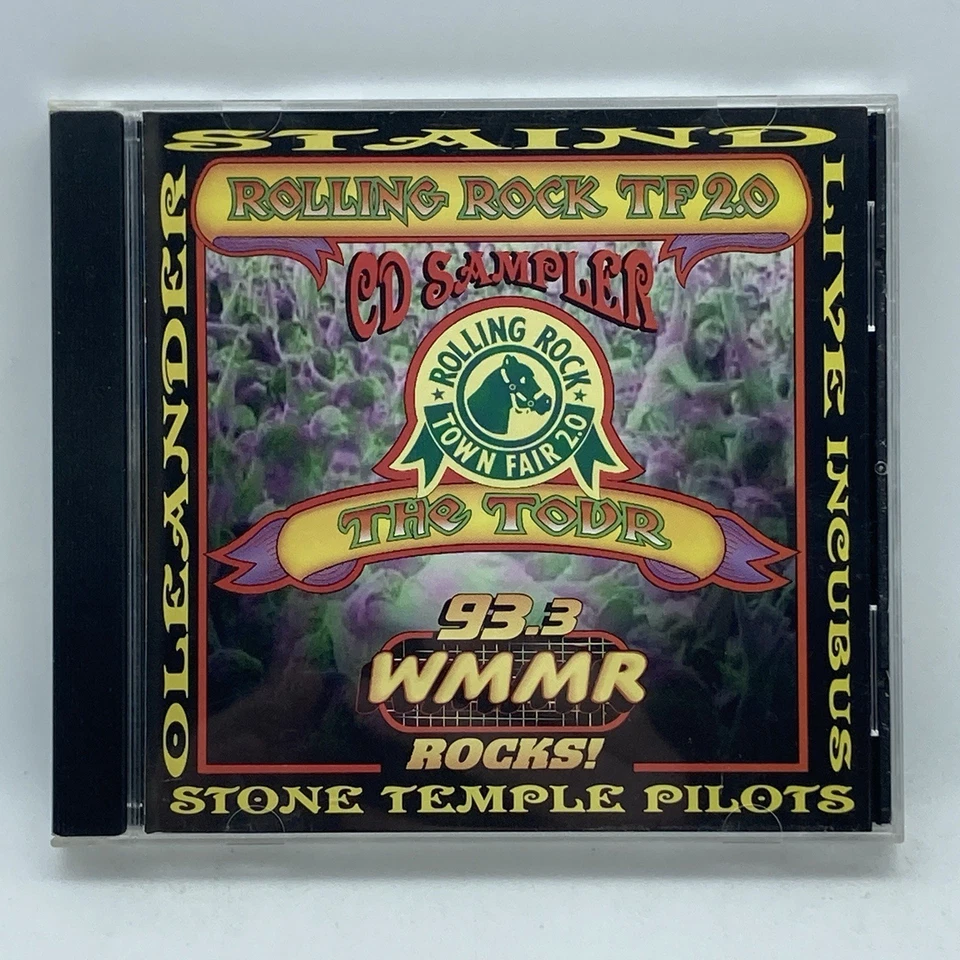 STAIND
OLEANDER
LIVE INCUBUS
ROLLING ROCK TF 2.0
CD SAMPLER
ROLLING ROCK
TOWN FAIR 2.0
THE TOUR
93.3
WMMR
ROCKS!
STONE TEMPLE PILOTS